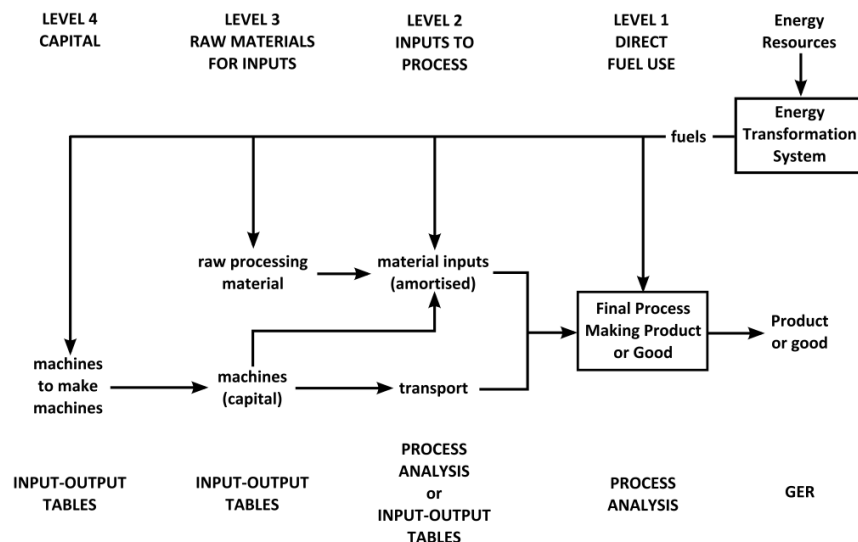 LEVEL 4
CAPITAL
LEVEL 3
RAW MATERIALS
FOR INPUTS
LEVEL 2
INPUTS TO
PROCESS
LEVEL 1
DIRECT
FUEL USE
Energy
Resources
Energy
Transformation
System
fuels
raw processing
material
material inputs
(amortised)
Final Process
Making Product
or Good
Product
or good
machines
to make
machines
machines
(capital)
transport
INPUT-OUTPUT
TABLES
INPUT-OUTPUT
TABLES
PROCESS
ANALYSIS
or
INPUT-OUTPUT
TABLES
PROCESS
ANALYSIS
GER